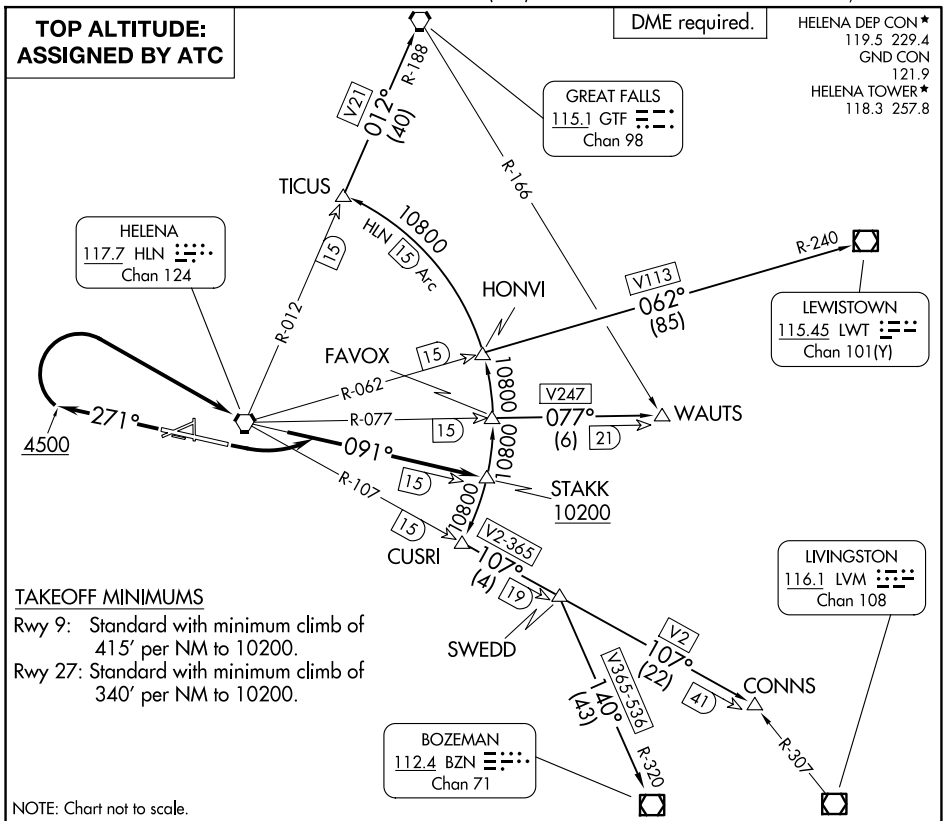 TOP ALTITUDE:
ASSIGNED BY ATC
DME required.
HELENA DEP CON★
119.5 229.4
GND CON
121.9
HELENA TOWER★
118.3 257.8
R-188
V21
012°
(40)
GREAT FALLS
115.1 GTF
Chan 98
TICUS
R-166
10800
HLN 15 Arc
HELENA
117.7 HLN
Chan 124
15
R-012
R-240
V113
062°
(85)
HONVI
LEWISTOWN
115.45 LWT
Chan 101(Y)
FAVOX
15
R-062
10800
V247
077°
(6)
21
WAUTS
R-077
15
4500
271°
091°
15
10800
STAKK
10200
R-107
15
10800
CUSRI
V2-365
107°
(4)
19
LIVINGSTON
116.1 LVM
Chan 108
TAKEOFF MINIMUMS
Rwy 9: Standard with minimum climb of
415' per NM to 10200.
Rwy 27: Standard with minimum climb of
340' per NM to 10200.
SWEDD
V2
107°
(22)
41
CONNS
V365-536
140°
(43)
R-320
R-307
BOZEMAN
112.4 BZN
Chan 71
NOTE: Chart not to scale.